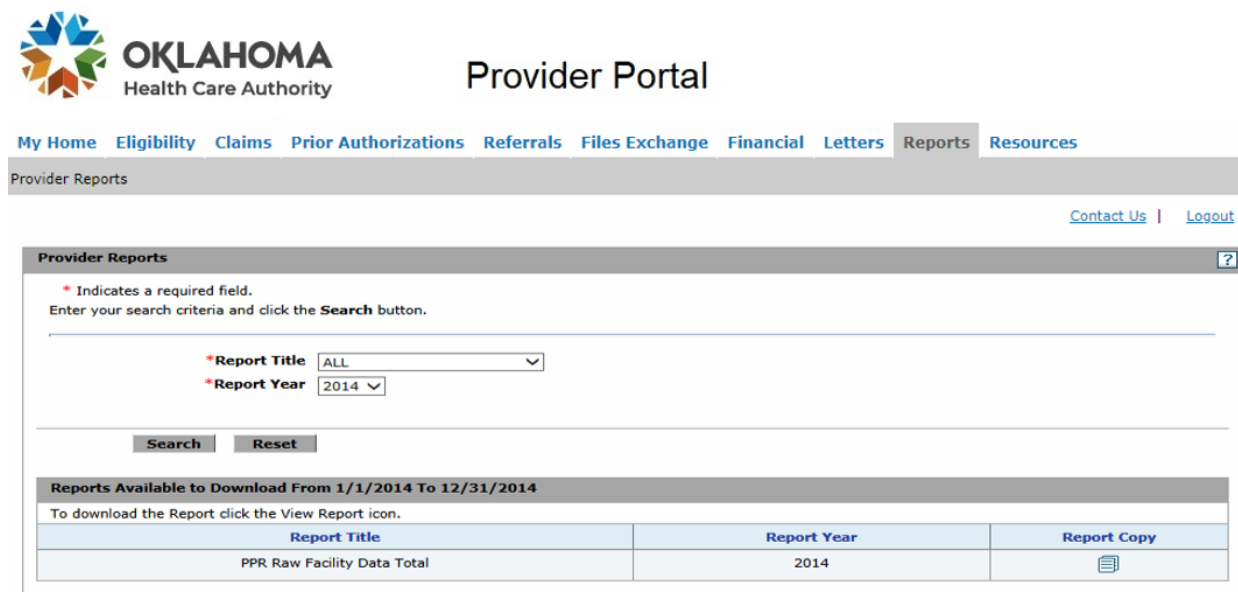 OKLAHOMA
Health Care Authority
Provider Portal
My Home Eligibility Claims Prior Authorizations Referrals Files Exchange Financial Letters Reports Resources
Provider Reports
Contact Us | Logout
Provider Reports ?
* Indicates a required field.
Enter your search criteria and click the Search button.
*Report Title ALL
*Report Year 2014
Search Reset
Reports Available to Download From 1/1/2014 To 12/31/2014
To download the Report click the View Report icon.
Report Title Report Year Report Copy
PPR Raw Facility Data Total 2014